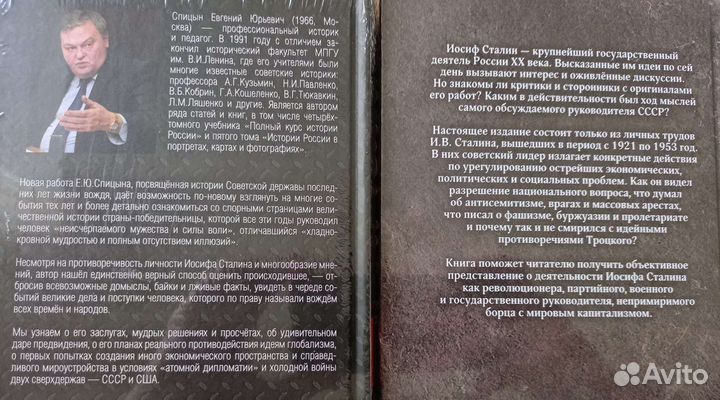 Спицын Евгений Юрьевич (1966, Мос-
ква) — профессиональный историк
и педагог. В 1991 году с отличием за-
кончил исторический факультет МПГУ
им. В.И.Ленина, где его учителями были
многие известные советские историки:
профессора А.Г.Кузьмин, Н.И.Павленко,
В.Б.Кобрин, Г.А.Кошеленко, В.Г.Тюкавкин,
Л.М.Ляшенко и другие. Является автором
ряда статей и книг, в том числе четырёх-
томного учебника «Полный курс истории
России» и пятого тома «Истории России в
портретах, картах и фотографиях».
Новая работа Е.Ю.Спицына, посвящённая истории Советской державы послед-
них лет жизни вождя, даёт возможность по-новому взглянуть на многие со-
бытия тех лет и более детально ознакомиться со спорными страницами вели-
чественной истории страны-победительницы, которой все эти годы руководил
человек «неисчерпаемого мужества и силы воли», отличавшийся «хладно-
кровной мудростью и полным отсутствием иллюзий».
Несмотря на противоречивость личности Иосифа Сталина и многообразие мне-
ний, автор нашёл единственно верный способ оценить происходившее, — от-
бросив всевозможные домыслы, байки и лживые факты, увидеть в череде со-
бытий великие дела и поступки человека, которого по праву называли вождём
всех времён и народов.
Мы узнаем о его заслугах, мудрых решениях и просчётах, об удивительном
даре предвидения, о его планах реального противодействия идеям глобализма,
о первых попытках создания иного экономического пространства и справед-
ливого мироустройства в условиях «атомной дипломатии» и холодной войны
двух сверхдержав — СССР и США.
Иосиф Сталин — крупнейший государственный
деятель России XX века. Высказанные им идеи по сей
день вызывают интерес и оживлённые дискуссии.
Но знакомы ли критики и сторонники с оригиналами
его работ? Каким в действительности был ход мыслей
самого обсуждаемого руководителя СССР?
Настоящее издание состоит только из личных трудов
И.В. Сталина, вышедших в период с 1921 по 1953 год.
В них советский лидер излагает конкретные действия
по урегулированию острейших экономических,
политических и социальных проблем. Как он видел
разрешение национального вопроса, что думал
об антисемитизме, врагах и массовых арестах,
что писал о фашизме, буржуазии и пролетариате
и почему так и не смирился с идейными
противоречиями Троцкого?
Книга поможет читателю получить объективное
представление о деятельности Иосифа Сталина
как революционера, партийного, военного
и государственного руководителя, непримиримого
борца с мировым капитализмом.
Avito